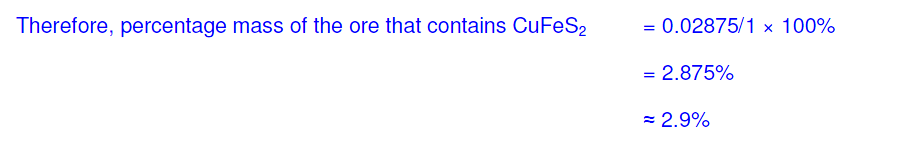 Therefore, percentage mass of the ore that contains CuFeS₂ = 0.02875/1 × 100%
= 2.875%
≈ 2.9%